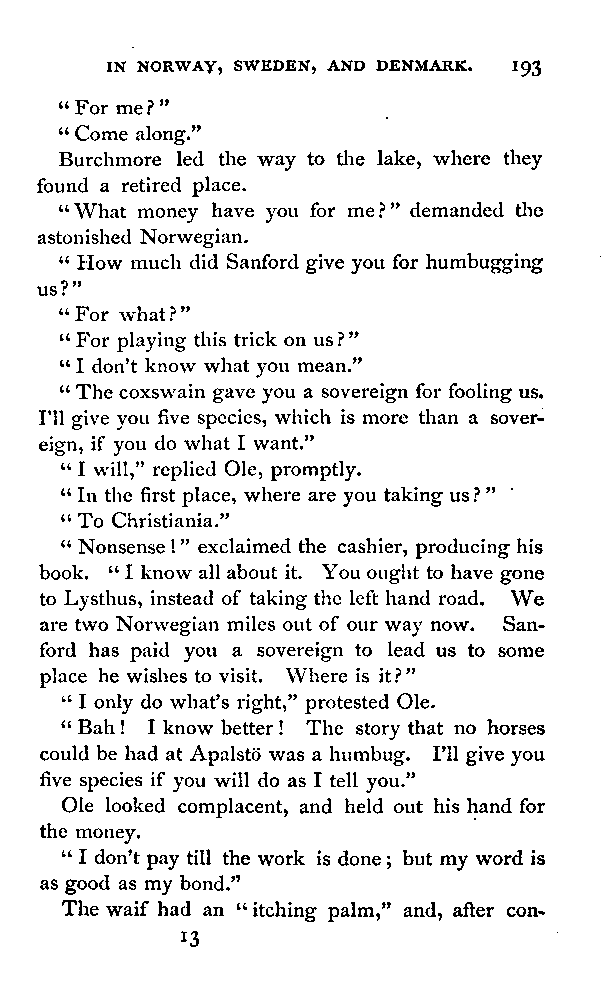 IN NORWAY, SWEDEN, AND DENMARK. 193
“For me?”
“Come along.”
Burchmore led the way to the lake, where they
found a retired place.
“What money have you for me?” demanded the
astonished Norwegian.
“How much did Sanford give you for humbugging
us?”
“For what?”
“For playing this trick on us?”
“I don't know what you mean.”
“The coxswain gave you a sovereign for fooling us.
I'll give you five species, which is more than a sover-
eign, if you do what I want.”
“I will,” replied Ole, promptly.
“In the first place, where are you taking us?”
“To Christiania.”
“Nonsense!” exclaimed the cashier, producing his
book. “I know all about it. You ought to have gone
to Lysthus, instead of taking the left hand road. We
are two Norwegian miles out of our way now. San-
ford has paid you a sovereign to lead us to some
place he wishes to visit. Where is it?”
“I only do what's right,” protested Ole.
“Bah! I know better! The story that no horses
could be had at Apalstö was a humbug. I'll give you
five species if you will do as I tell you.”
Ole looked complacent, and held out his hand for
the money.
“I don't pay till the work is done; but my word is
as good as my bond.”
The waif had an “itching palm,” and, after con-
13